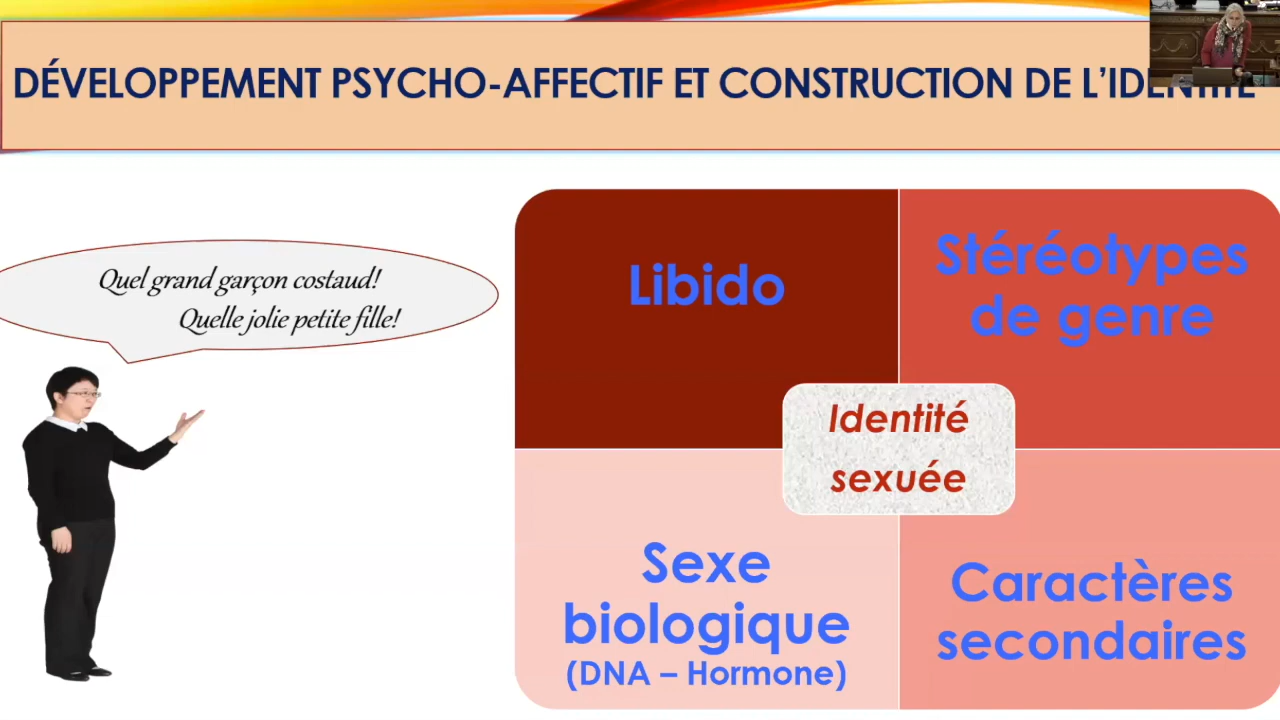 DÉVELOPPEMENT PSYCHO-AFFECTIF ET CONSTRUCTION DE L'IDENTITÉ
Quel grand garçon costaud!
Quelle jolie petite fille!
Libido
Stéréotypes
de genre
Identité
sexuée
Sexe
biologique
(DNA – Hormone)
Caractères
secondaires